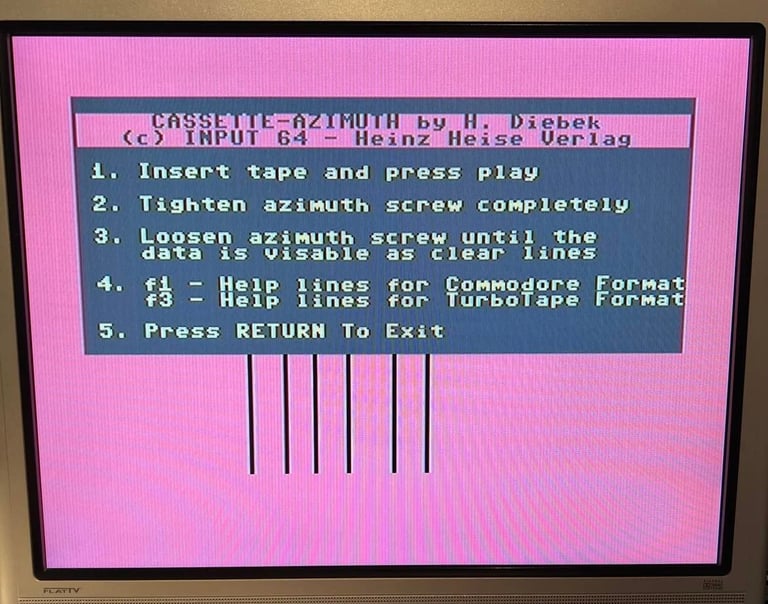 CASSETTE-AZIMUTH by H. Diebek
(c) INPUT 64 - Heinz Heise Verlag
1. Insert tape and press play
2. Tighten azimuth screw completely
3. Loosen azimuth screw until the
data is visable as clear lines
4. f1 - Help lines for Commodore Format
f3 - Help lines for TurboTape Format
5. Press RETURN To Exit
FLATTV